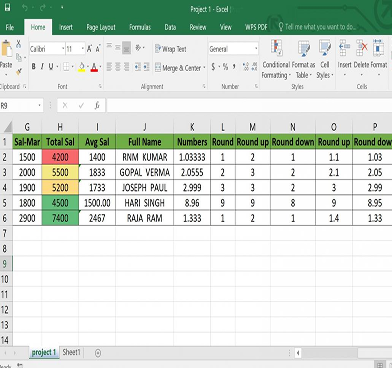 Project 1 - Excel
File Home Insert Page Layout Formulas Data Review View WPS PDF Tell me what you want to do...
Calibri 11 A A Wrap Text General
Paste B I U A Merge & Center $ % , Conditional Formatting Format as Table Cell Styles Insert Delete Format
Clipboard Font Alignment Number Styles Cells
R9 fx
G H I J K L M N O P
1 Sal-Mar Total Sal Avg Sal Full Name Numbers Round Round up Round down Round up Round down
2 1500 4200 1400 RNM KUMAR 1.03333 1 2 1 1.1 1.03
3 2000 5500 1833 GOPAL VERMA 2.0555 2 3 2 2.1 2.05
4 1900 5200 1733 JOSEPH PAUL 2.999 3 3 2 3 2.99
5 1800 4500 1500.00 HARI SINGH 8.96 9 9 8 9 8.95
6 2900 7400 2467 RAJA RAM 1.333 1 2 1 1.4 1.33
7
8
9
10
11
12
13
14
project 1 Sheet1